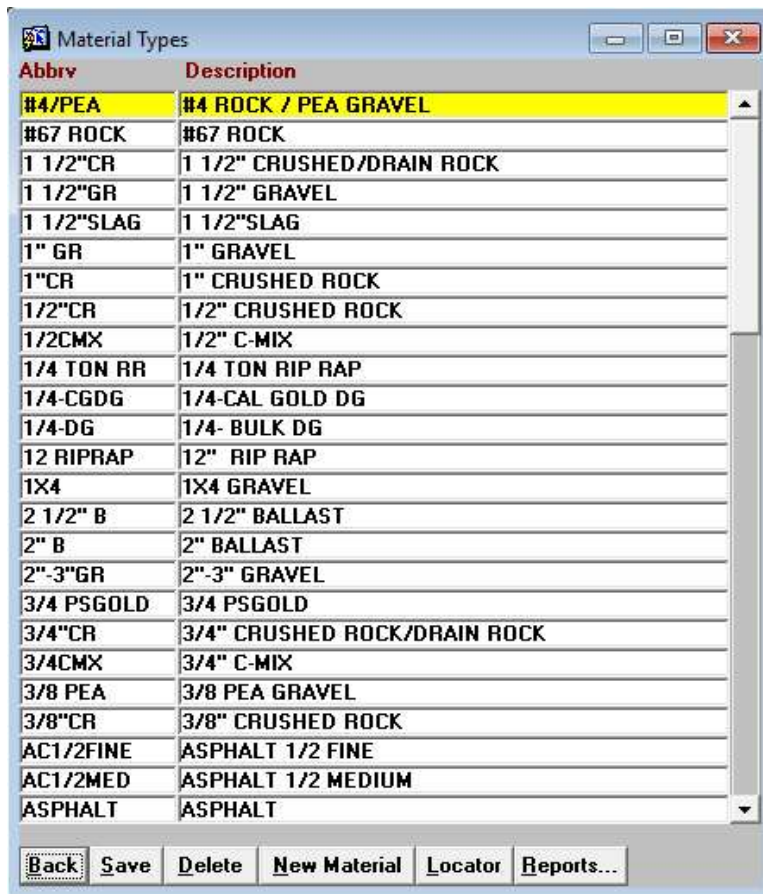 Material Types
Abbrv Description
#4/PEA #4 ROCK / PEA GRAVEL
#67 ROCK #67 ROCK
1 1/2"CR 1 1/2" CRUSHED/DRAIN ROCK
1 1/2"GR 1 1/2" GRAVEL
1 1/2"SLAG 1 1/2"SLAG
1" GR 1" GRAVEL
1"CR 1" CRUSHED ROCK
1/2"CR 1/2" CRUSHED ROCK
1/2CMX 1/2" C-MIX
1/4 TON RR 1/4 TON RIP RAP
1/4-CGDG 1/4-CAL GOLD DG
1/4-DG 1/4- BULK DG
12 RIPRAP 12"  RIP RAP
1X4 1X4 GRAVEL
2 1/2" B 2 1/2" BALLAST
2" B 2" BALLAST
2"-3"GR 2"-3" GRAVEL
3/4 PSGOLD 3/4 PSGOLD
3/4"CR 3/4" CRUSHED ROCK/DRAIN ROCK
3/4CMX 3/4" C-MIX
3/8 PEA 3/8 PEA GRAVEL
3/8"CR 3/8" CRUSHED ROCK
AC1/2FINE ASPHALT 1/2 FINE
AC1/2MED ASPHALT 1/2 MEDIUM
ASPHALT ASPHALT
Back Save Delete New Material Locator Reports...